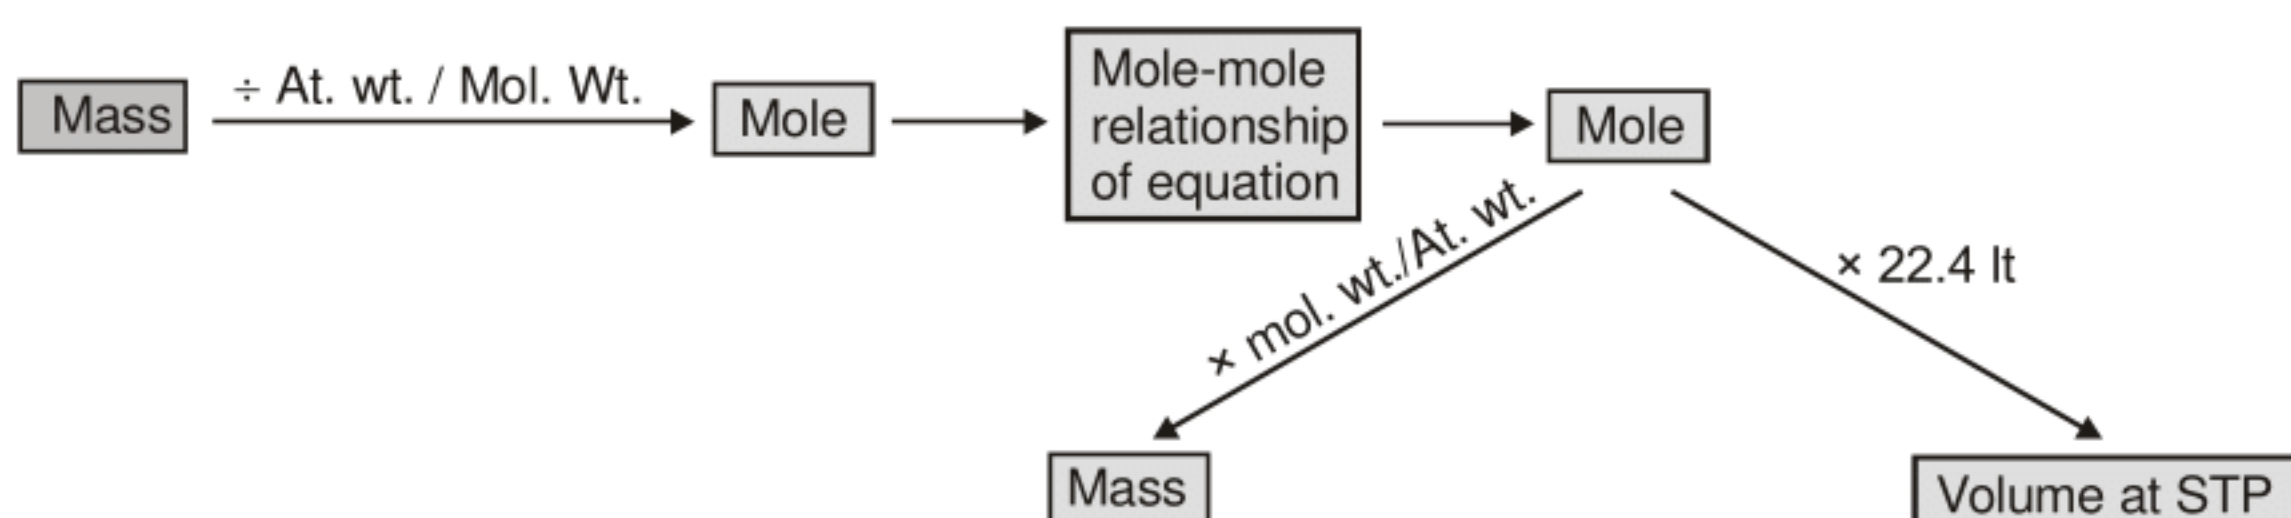 Mass
÷ At. wt. / Mol. Wt.
Mole
Mole-mole
relationship
of equation
Mole
× mol. wt./At. wt.
× 22.4 lt
Mass
Volume at STP